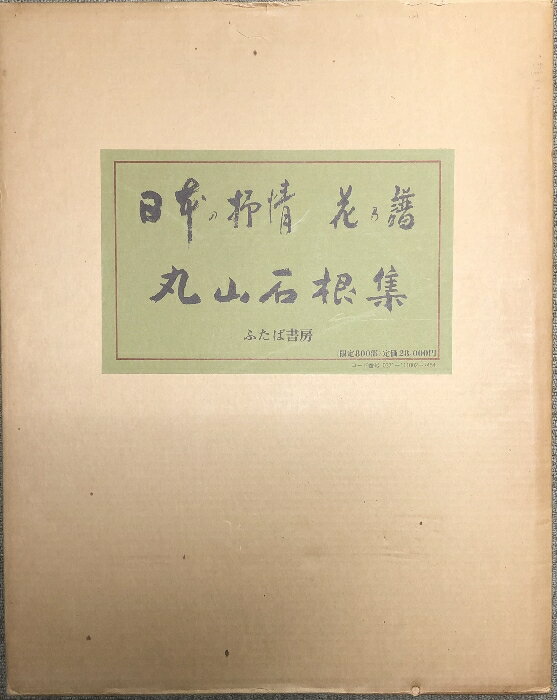 日本の抒情 花の譜
丸山石根集
ふたば書房
限定800部 定価28,000円